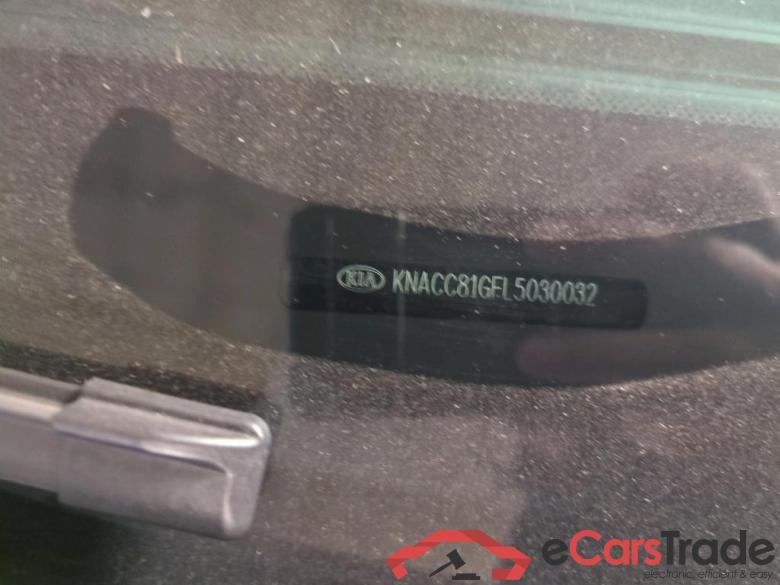 KIA KNACC81GFL5030032
eCarsTrade
electronic, efficient & easy